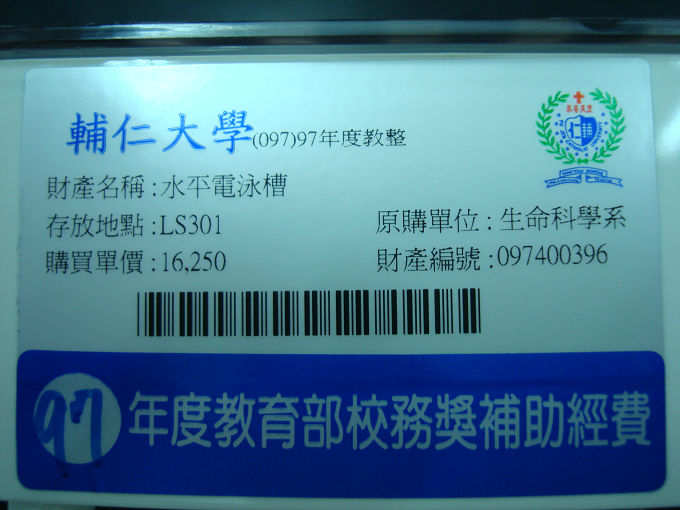 輔仁大學(097)97年度教整
財產名稱:水平電泳槽
存放地點:LS301
原購單位:生命科學系
購買單價:16,250
財產編號:097400396
97年度教育部校務獎補助經費